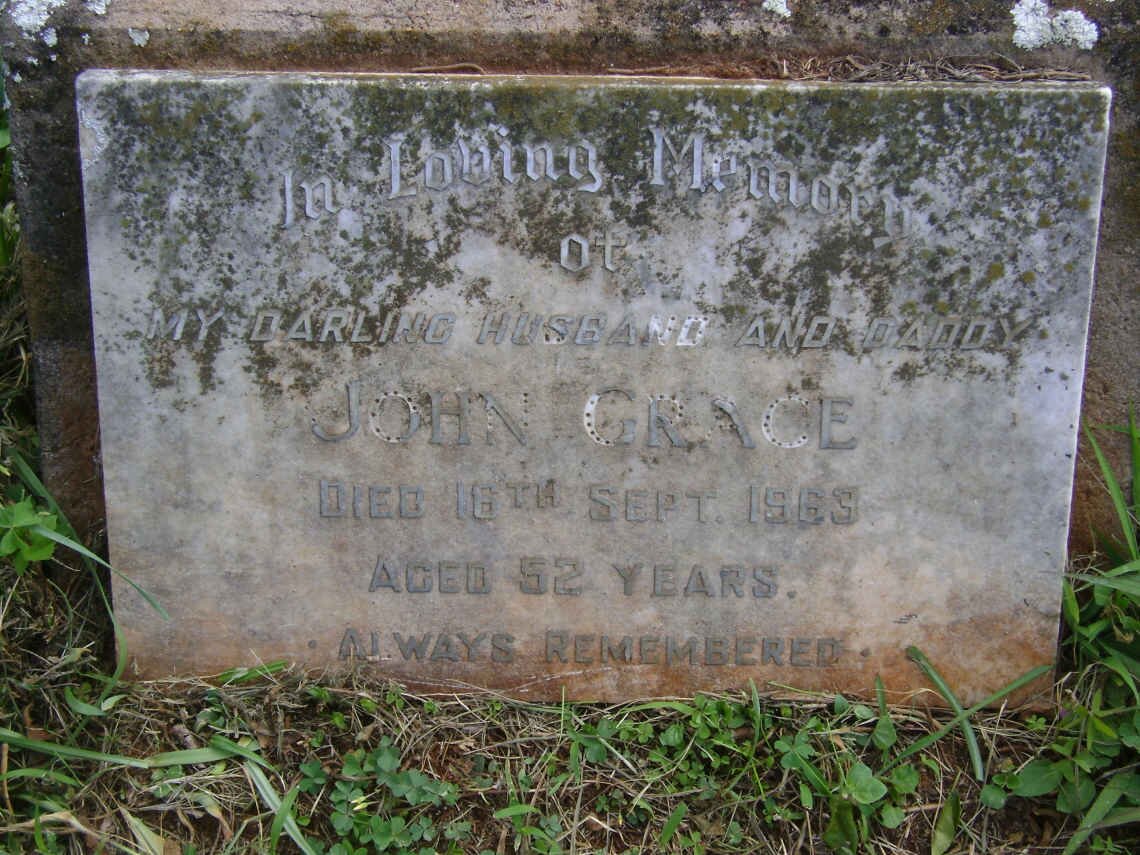 In Loving Memory
of
MY DARLING HUSBAND AND DADDY
JOHN GRACE
DIED 16TH SEPT. 1963
AGED 52 YEARS.
· ALWAYS REMEMBERED ·